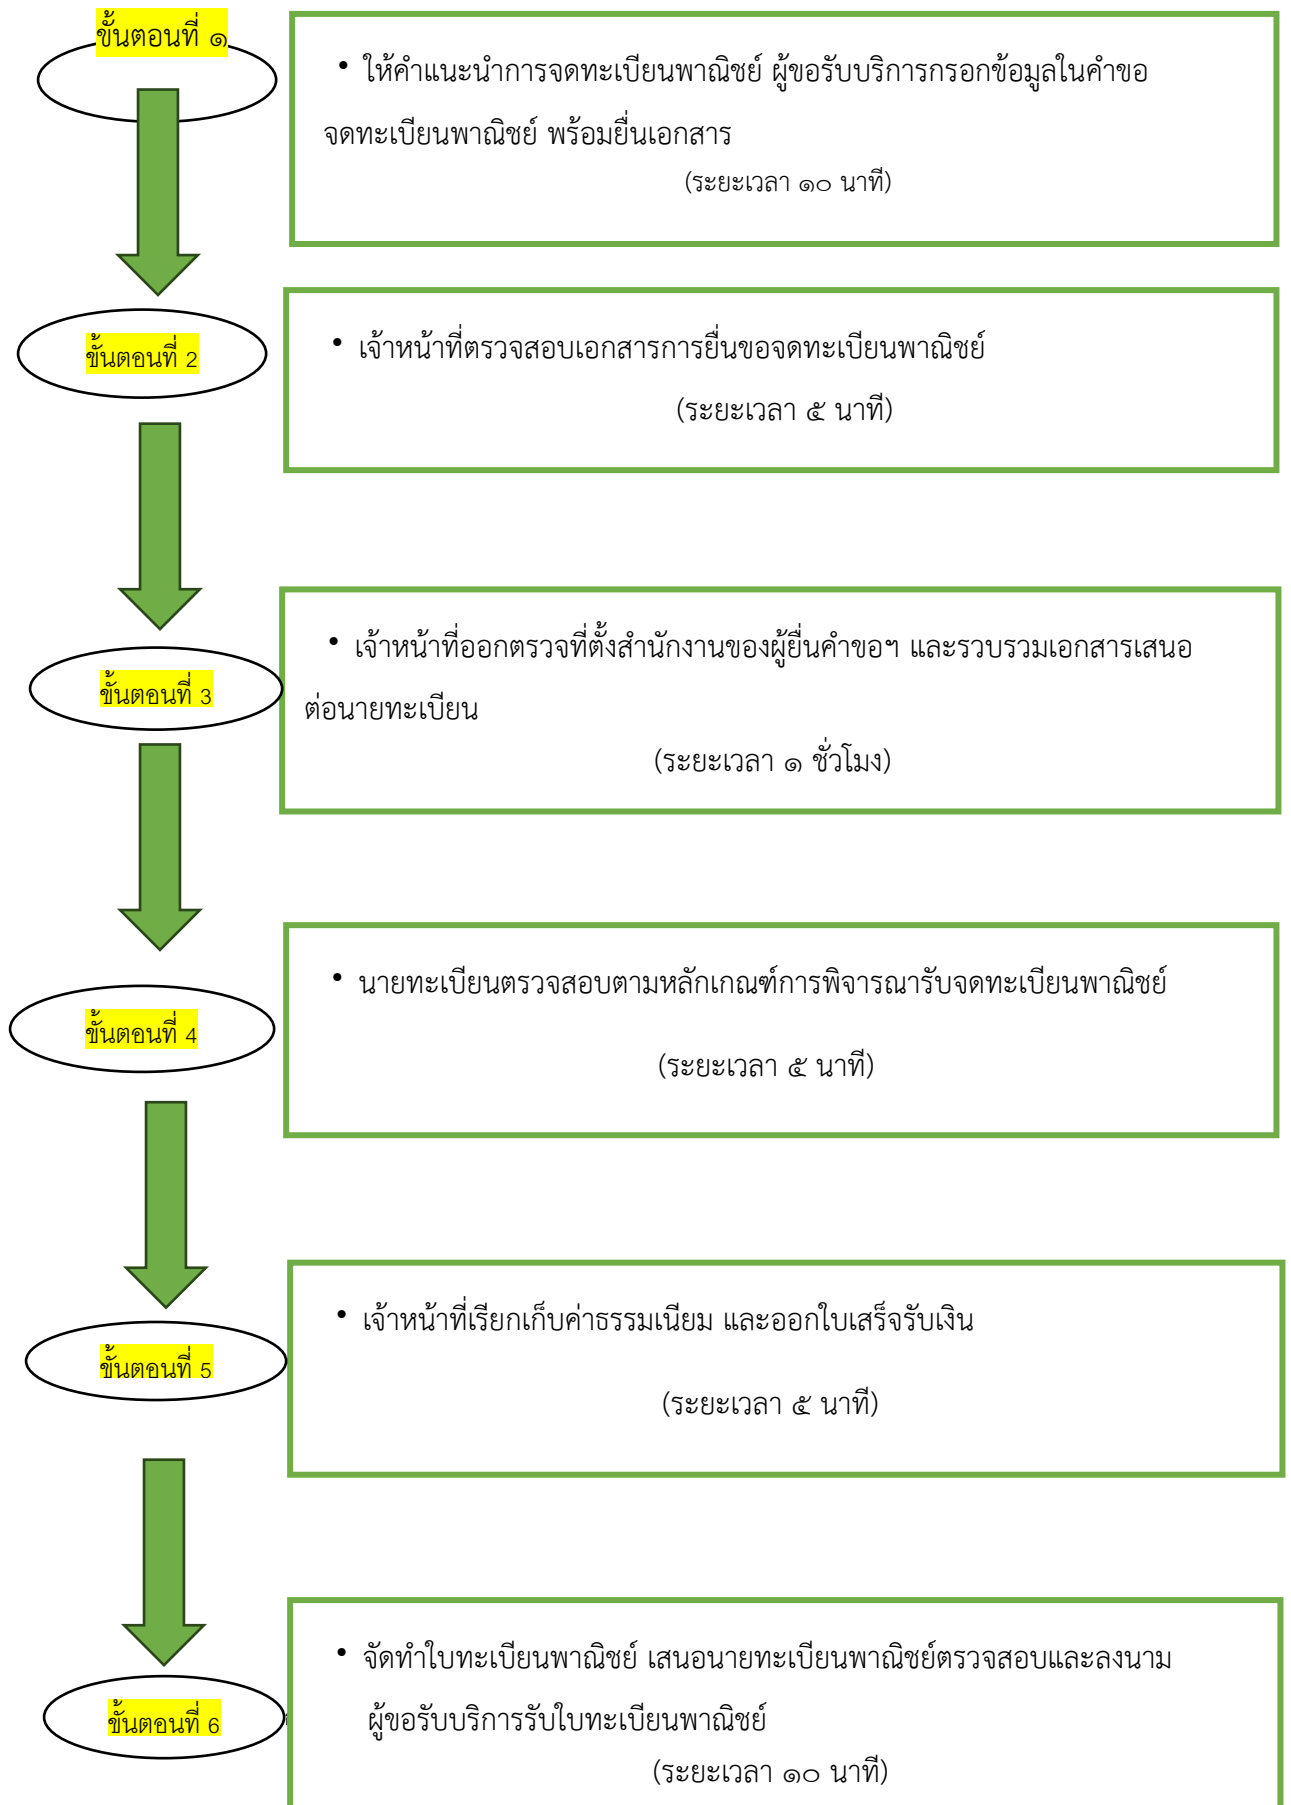 ขั้นตอนที่ ๑
• ให้คำแนะนำการจดทะเบียนพาณิชย์ ผู้ขอรับบริการกรอกข้อมูลในคำขอ
จดทะเบียนพาณิชย์ พร้อมยื่นเอกสาร
(ระยะเวลา ๑๐ นาที)
ขั้นตอนที่ 2
• เจ้าหน้าที่ตรวจสอบเอกสารการยื่นขอจดทะเบียนพาณิชย์
(ระยะเวลา ๕ นาที)
ขั้นตอนที่ 3
• เจ้าหน้าที่ออกตรวจที่ตั้งสำนักงานของผู้ยื่นคำขอฯ และรวบรวมเอกสารเสนอ
ต่อนายทะเบียน
(ระยะเวลา ๑ ชั่วโมง)
ขั้นตอนที่ 4
• นายทะเบียนตรวจสอบตามหลักเกณฑ์การพิจารณารับจดทะเบียนพาณิชย์
(ระยะเวลา ๕ นาที)
ขั้นตอนที่ 5
• เจ้าหน้าที่เรียกเก็บค่าธรรมเนียม และออกใบเสร็จรับเงิน
(ระยะเวลา ๕ นาที)
ขั้นตอนที่ 6
• จัดทำใบทะเบียนพาณิชย์ เสนอนายทะเบียนพาณิชย์ตรวจสอบและลงนาม
ผู้ขอรับบริการรับใบทะเบียนพาณิชย์
(ระยะเวลา ๑๐ นาที)